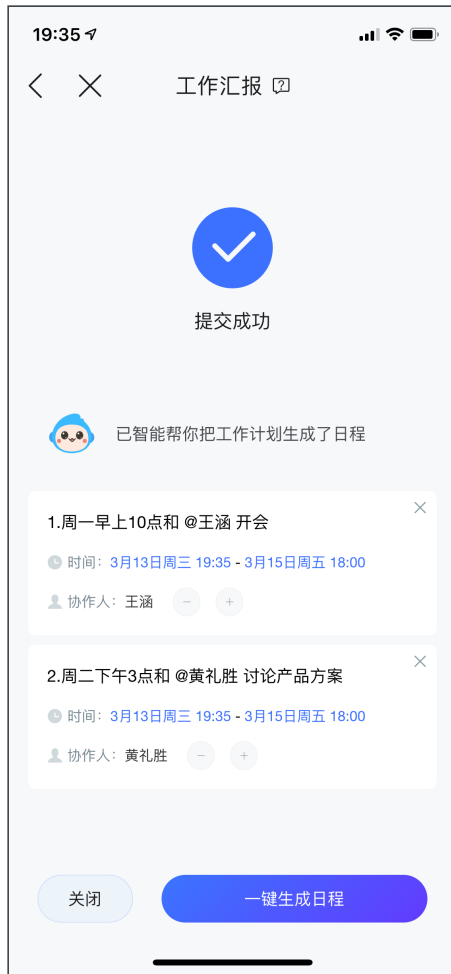 19:35
工作汇报
提交成功
已智能帮你把工作计划生成了日程
1.周一早上10点和 @王涵 开会
时间：3月13日周三 19:35 - 3月15日周五 18:00
协作人：王涵
2.周二下午3点和 @黄礼胜 讨论产品方案
时间：3月13日周三 19:35 - 3月15日周五 18:00
协作人：黄礼胜
关闭
一键生成日程